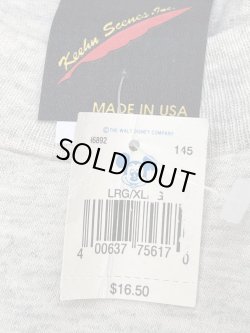 Keehn Scenes, Inc.
MADE IN USA
©THE WALT DISNEY COMPANY
6892 145
SOLD OUT
LRG/XL
4 00637 75617 0
$16.50